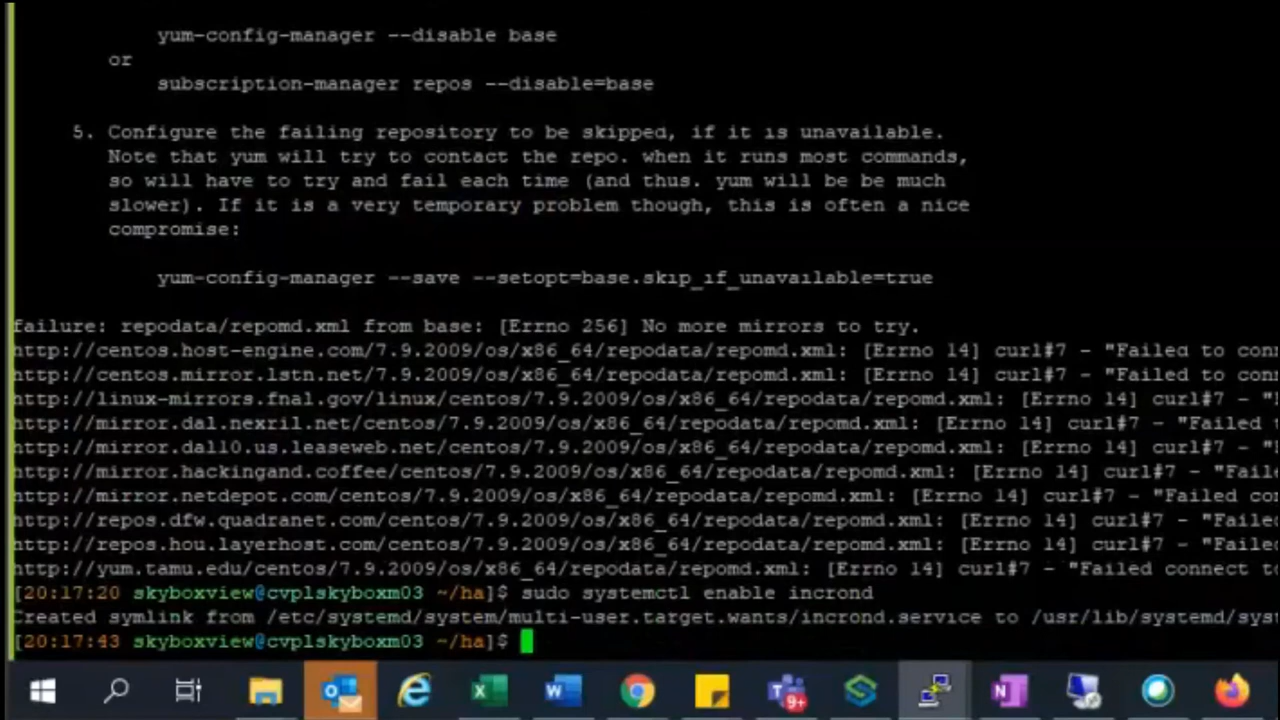 yum-config-manager --disable base
or
subscription-manager repos --disable=base
5. Configure the failing repository to be skipped, if it is unavailable.
Note that yum will try to contact the repo. when it runs most commands,
so will have to try and fail each time (and thus. yum will be be much
slower). If it is a very temporary problem though, this is often a nice
compromise:
yum-config-manager --save --setopt=base.skip_if_unavailable=true
failure: repodata/repomd.xml from base: [Errno 256] No more mirrors to try.
http://centos.host-engine.com/7.9.2009/os/x86_64/repodata/repomd.xml: [Errno 14] curl#7 - "Failed to con
http://centos.mirror.lstn.net/7.9.2009/os/x86_64/repodata/repomd.xml: [Errno 14] curl#7 - "Failed to con
http://linux-mirrors.fnal.gov/linux/centos/7.9.2009/os/x86_64/repodata/repomd.xml: [Errno 14] curl#7 - "
http://mirror.dal.nexril.net/centos/7.9.2009/os/x86_64/repodata/repomd.xml: [Errno 14] curl#7 - "Failed
http://mirror.dal10.us.leaseweb.net/centos/7.9.2009/os/x86_64/repodata/repomd.xml: [Errno 14] curl#7 - "
http://mirror.hackingand.coffee/centos/7.9.2009/os/x86_64/repodata/repomd.xml: [Errno 14] curl#7 - "Fail
http://mirror.netdepot.com/centos/7.9.2009/os/x86_64/repodata/repomd.xml: [Errno 14] curl#7 - "Failed con
http://repos.dfw.quadranet.com/centos/7.9.2009/os/x86_64/repodata/repomd.xml: [Errno 14] curl#7 - "Faile
http://repos.hou.layerhost.com/centos/7.9.2009/os/x86_64/repodata/repomd.xml: [Errno 14] curl#7 - "Faile
http://yum.tamu.edu/centos/7.9.2009/os/x86_64/repodata/repomd.xml: [Errno 14] curl#7 - "Failed connect to
[20:17:20 skyboxview@cvplskyboxm03 ~/ha]$ sudo systemctl enable incrond
Created symlink from /etc/systemd/system/multi-user.target.wants/incrond.service to /usr/lib/systemd/sys
[20:17:43 skyboxview@cvplskyboxm03 ~/ha]$
9+